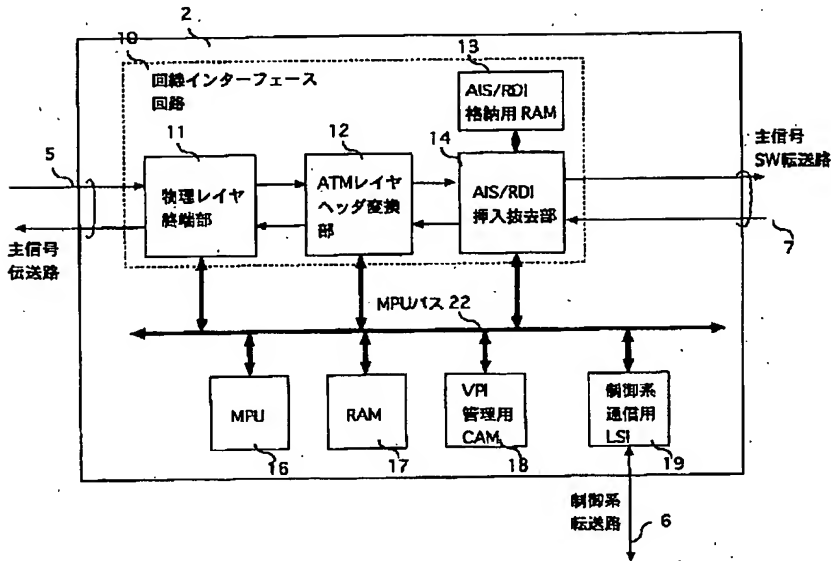 2
10
回線インターフェース
回路
13
AIS/RDI
格納用 RAM
11
物理レイヤ
終端部
12
ATMレイヤ
ヘッダ変換
部
14
AIS/RDI
挿入抜去部
5
主信号
伝送路
主信号
SW転送路
7
MPUバス 22
MPU
16
RAM
17
VPI
管理用
CAM
18
制御系
通信用
LSI
19
制御系
転送路
6